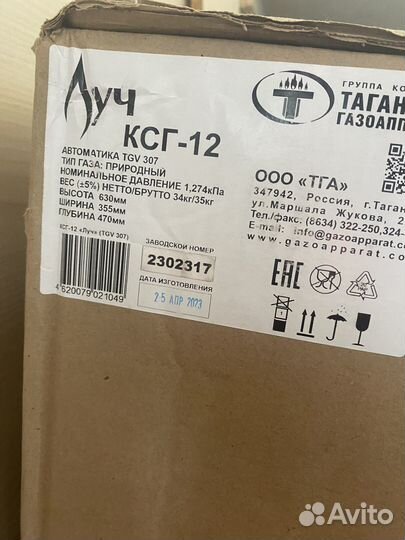 Луч
КСГ-12
АВТОМАТИКА TGV 307
ТИП ГАЗА: ПРИРОДНЫЙ
НОМИНАЛЬНОЕ ДАВЛЕНИЕ 1,274кПа
ВЕС (±5%) НЕТТО/БРУТТО 34кг/35кг
ВЫСОТА 630мм
ШИРИНА 355мм
ГЛУБИНА 470мм
КСГ-12 «Луч» (TGV 307)
4620079021049
ЗАВОДСКОЙ НОМЕР
2302317
ДАТА ИЗГОТОВЛЕНИЯ
25 АПР 2023
ГРУППА КО
ТАГАН
ГАЗОАПП
ООО «ТГА»
347942, Россия, г.Таган
ул.Маршала Жукова, 2
Тел./факс. (8634) 322-250,324-
info@gazoapparat.com
www.gazoapparat.
EAC
Avito